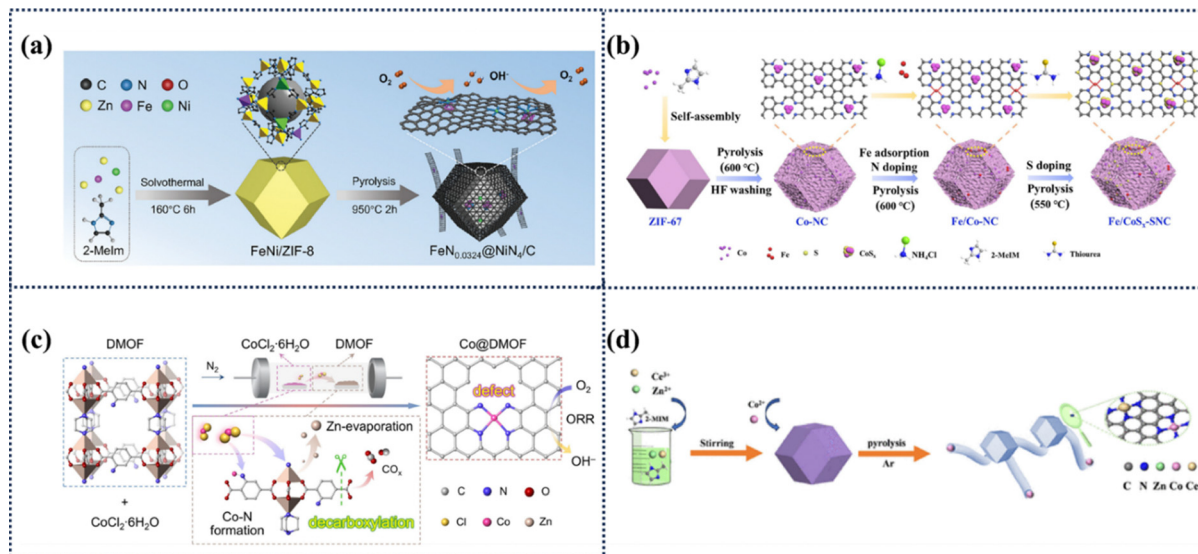 (a)
C N O
Zn Fe Ni
2-MeIm
Solvothermal
160°C 6h
FeNi/ZIF-8
Pyrolysis
950°C 2h
O₂ OH⁻ O₂
FeN₀.₀₃₂₄@NiN₄/C
(b)
Self-assembly
ZIF-67
Pyrolysis
(600 °C)
HF washing
Co-NC
Fe adsorption
N doping
Pyrolysis
(600 °C)
Fe/Co-NC
S doping
Pyrolysis
(550 °C)
Fe/CoSₓ-SNC
Co Fe S CoSₓ NH₄Cl 2-MeIM Thiourea
(c)
DMOF
+
CoCl₂·6H₂O
N₂
CoCl₂·6H₂O DMOF
Zn-evaporation
COₓ
Co-N
formation
decarboxylation
Co@DMOF
defect
O₂
ORR
OH⁻
C N O
Cl Co Zn
(d)
Ce³⁺
Zn²⁺
2-MIM
Stirring
Co²⁺
pyrolysis
Ar
C N Zn Co Ce